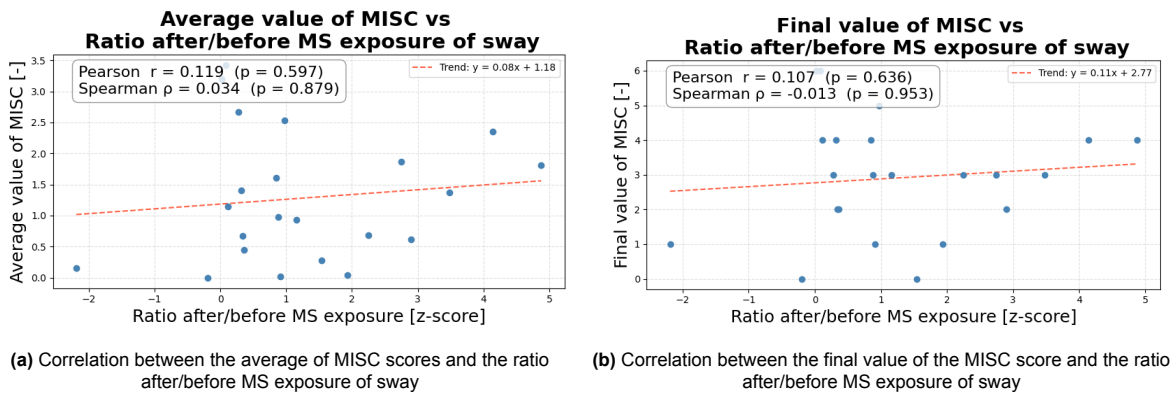 Average value of MISC vs
Ratio after/before MS exposure of sway
Pearson r = 0.119 (p = 0.597)
Spearman ρ = 0.034 (p = 0.879)
Trend: y = 0.08x + 1.18
Average value of MISC [-]
3.5
3.0
2.5
2.0
1.5
1.0
0.5
0.0
−2
−1
0
1
2
3
4
5
Ratio after/before MS exposure [z-score]
(a) Correlation between the average of MISC scores and the ratio
after/before MS exposure of sway
Final value of MISC vs
Ratio after/before MS exposure of sway
Pearson r = 0.107 (p = 0.636)
Spearman ρ = -0.013 (p = 0.953)
Trend: y = 0.11x + 2.77
Final value of MISC [-]
6
5
4
3
2
1
0
−2
−1
0
1
2
3
4
5
Ratio after/before MS exposure [z-score]
(b) Correlation between the final value of the MISC score and the ratio
after/before MS exposure of sway